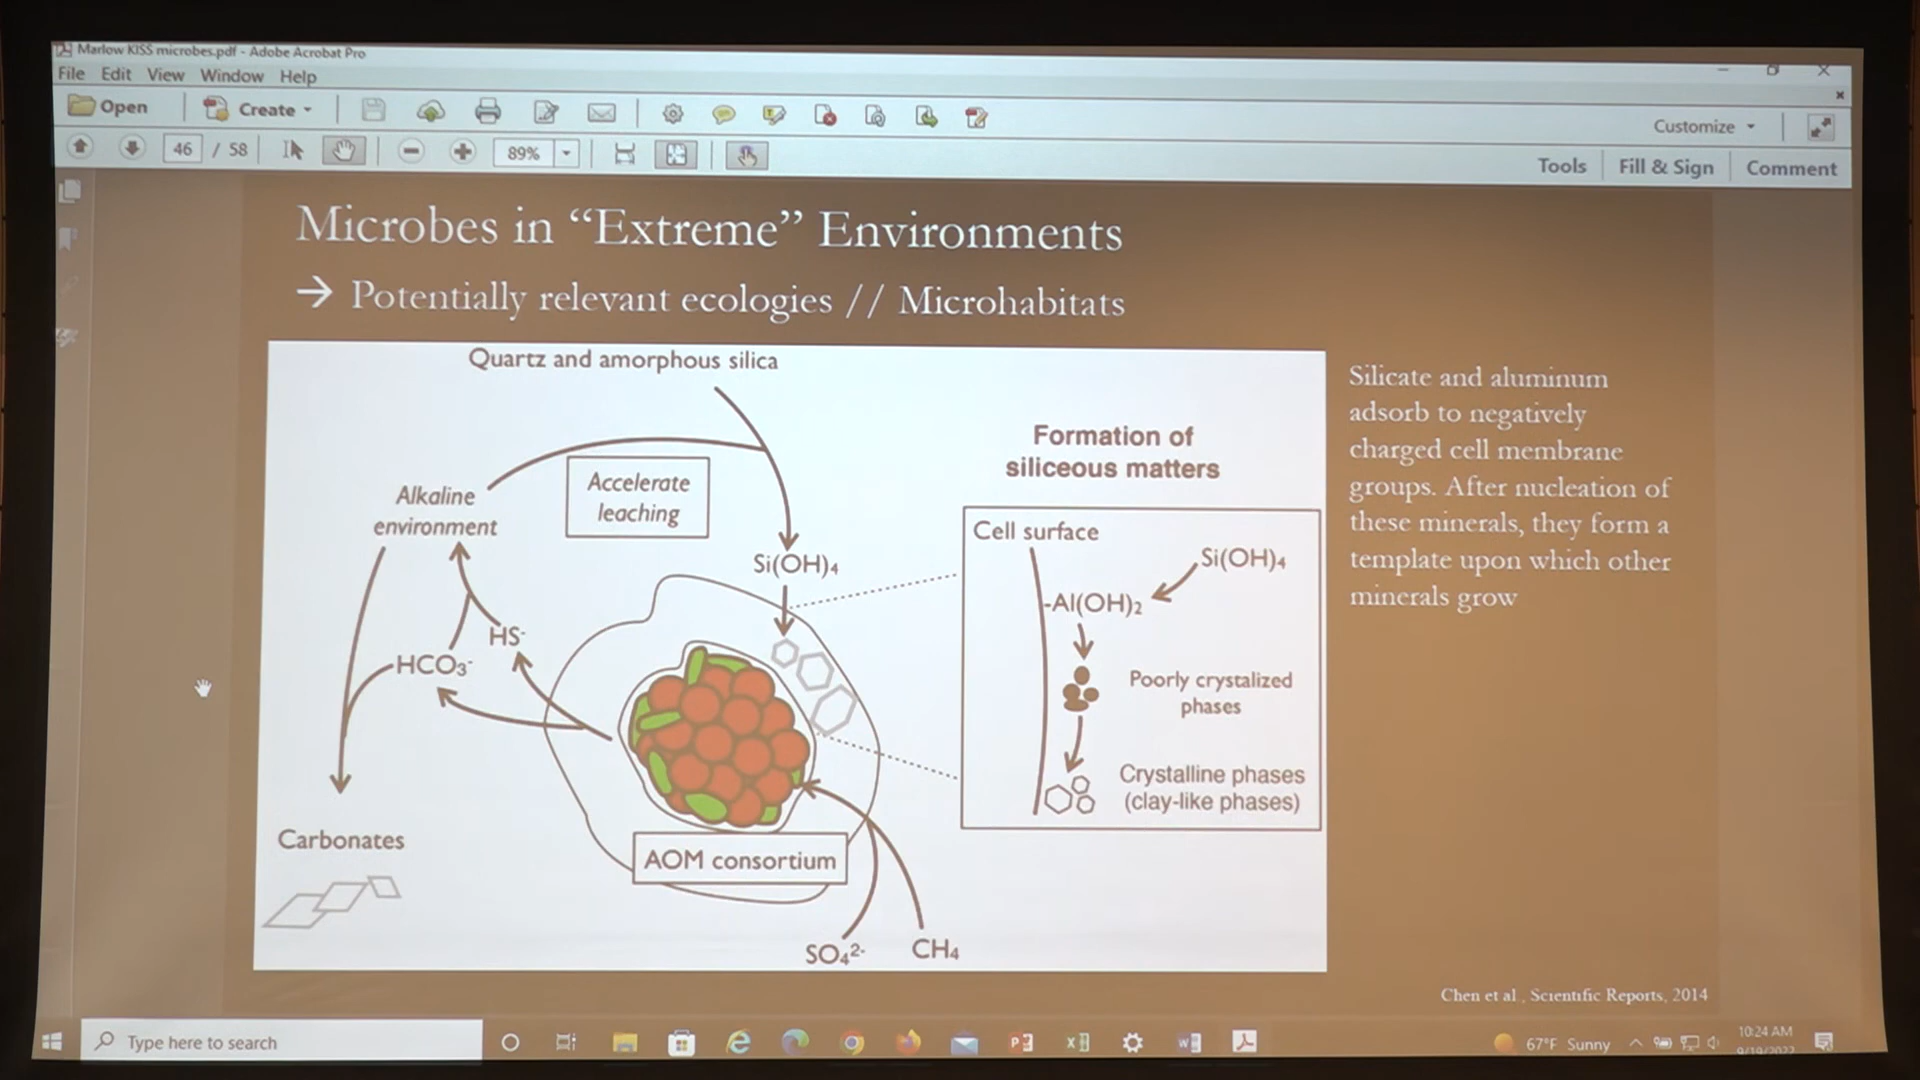 Marlow KISS microbes.pdf - Adobe Acrobat Pro
File Edit View Window Help
Open Create
Customize
46 / 58 89%
Tools Fill & Sign Comment
Microbes in “Extreme” Environments
→ Potentially relevant ecologies // Microhabitats
Quartz and amorphous silica
Accelerate
leaching
Alkaline
environment
Si(OH)4
HS-
HCO3-
Carbonates
AOM consortium
SO42-
CH4
Formation of
siliceous matters
Cell surface
Si(OH)4
-Al(OH)2
Poorly crystalized
phases
Crystalline phases
(clay-like phases)
Silicate and aluminum
adsorb to negatively
charged cell membrane
groups. After nucleation of
these minerals, they form a
template upon which other
minerals grow
Chen et al., Scientific Reports, 2014
Type here to search
67°F Sunny
10:24 AM